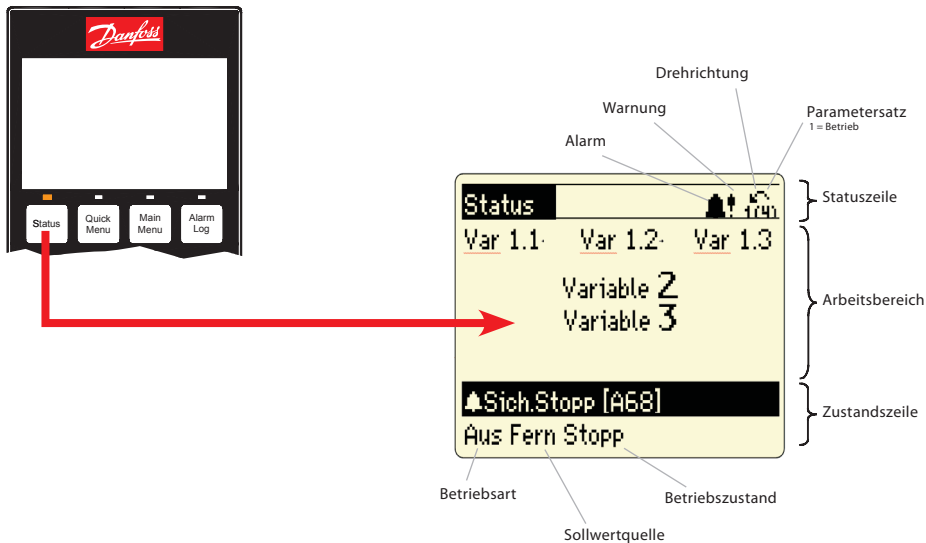 Danfoss
Status
Quick
Menu
Main
Menu
Alarm
Log
Drehrichtung
Warnung
Parametersatz
1 = Betrieb
Alarm
Status
1(4)
Statuszeile
Var 1.1
Var 1.2
Var 1.3
Variable 2
Variable 3
Arbeitsbereich
Sich.Stopp [A68]
Aus Fern Stopp
Zustandszeile
Betriebsart
Betriebszustand
Sollwertquelle